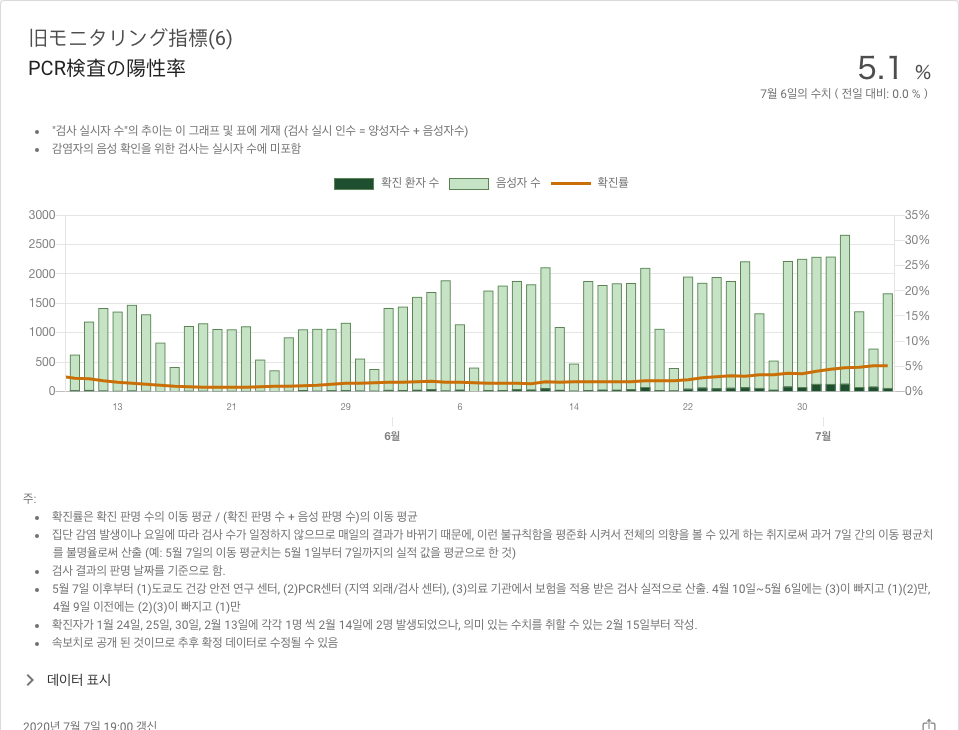 旧モニタリング指標(6)
PCR検査の陽性率
5.1 %
7월 6일의 수치 ( 전일 대비: 0.0 % )
"검사 실시자 수"의 추이는 이 그래프 및 표에 게재 (검사 실시 인수 = 양성자수 + 음성자수)
감염자의 음성 확인을 위한 검사는 실시자 수에 미포함
확진 환자 수 음성자 수 확진률
3000 35%
30%
2500
25%
2000
20%
1500
15%
1000
10%
500
5%
0 0%
13 21 29 6 14 22 30
6월 7월
주:
확진률은 확진 판명 수의 이동 평균 / (확진 판명 수 + 음성 판명 수)의 이동 평균
집단 감염 발생이나 요일에 따라 검사 수가 일정하지 않으므로 매일의 결과가 바뀌기 때문에, 이런 불규칙함을 평준화 시켜서 전체의 의향을 볼 수 있게 하는 취지로써 과거 7일 간의 이동 평균치
를 불명율로써 산출 (예: 5월 7일의 이동 평균치는 5월 1일부터 7일까지의 실적 값을 평균으로 한 것)
검사 결과의 판명 날짜를 기준으로 함.
5월 7일 이후부터 (1)도쿄도 건강 안전 연구 센터, (2)PCR센터 (지역 외래/검사 센터), (3)의료 기관에서 보험을 적용 받은 검사 실적으로 산출. 4월 10일~5월 6일에는 (3)이 빠지고 (1)(2)만,
4월 9일 이전에는 (2)(3)이 빠지고 (1)만
확진자가 1월 24일, 25일, 30일, 2월 13일에 각각 1명 씩 2월 14일에 2명 발생되었으나, 의미 있는 수치를 취할 수 있는 2월 15일부터 작성.
속보치로 공개 된 것이므로 추후 확정 데이터로 수정될 수 있음
데이터 표시
2020년 7월 7일 19:00 갱신